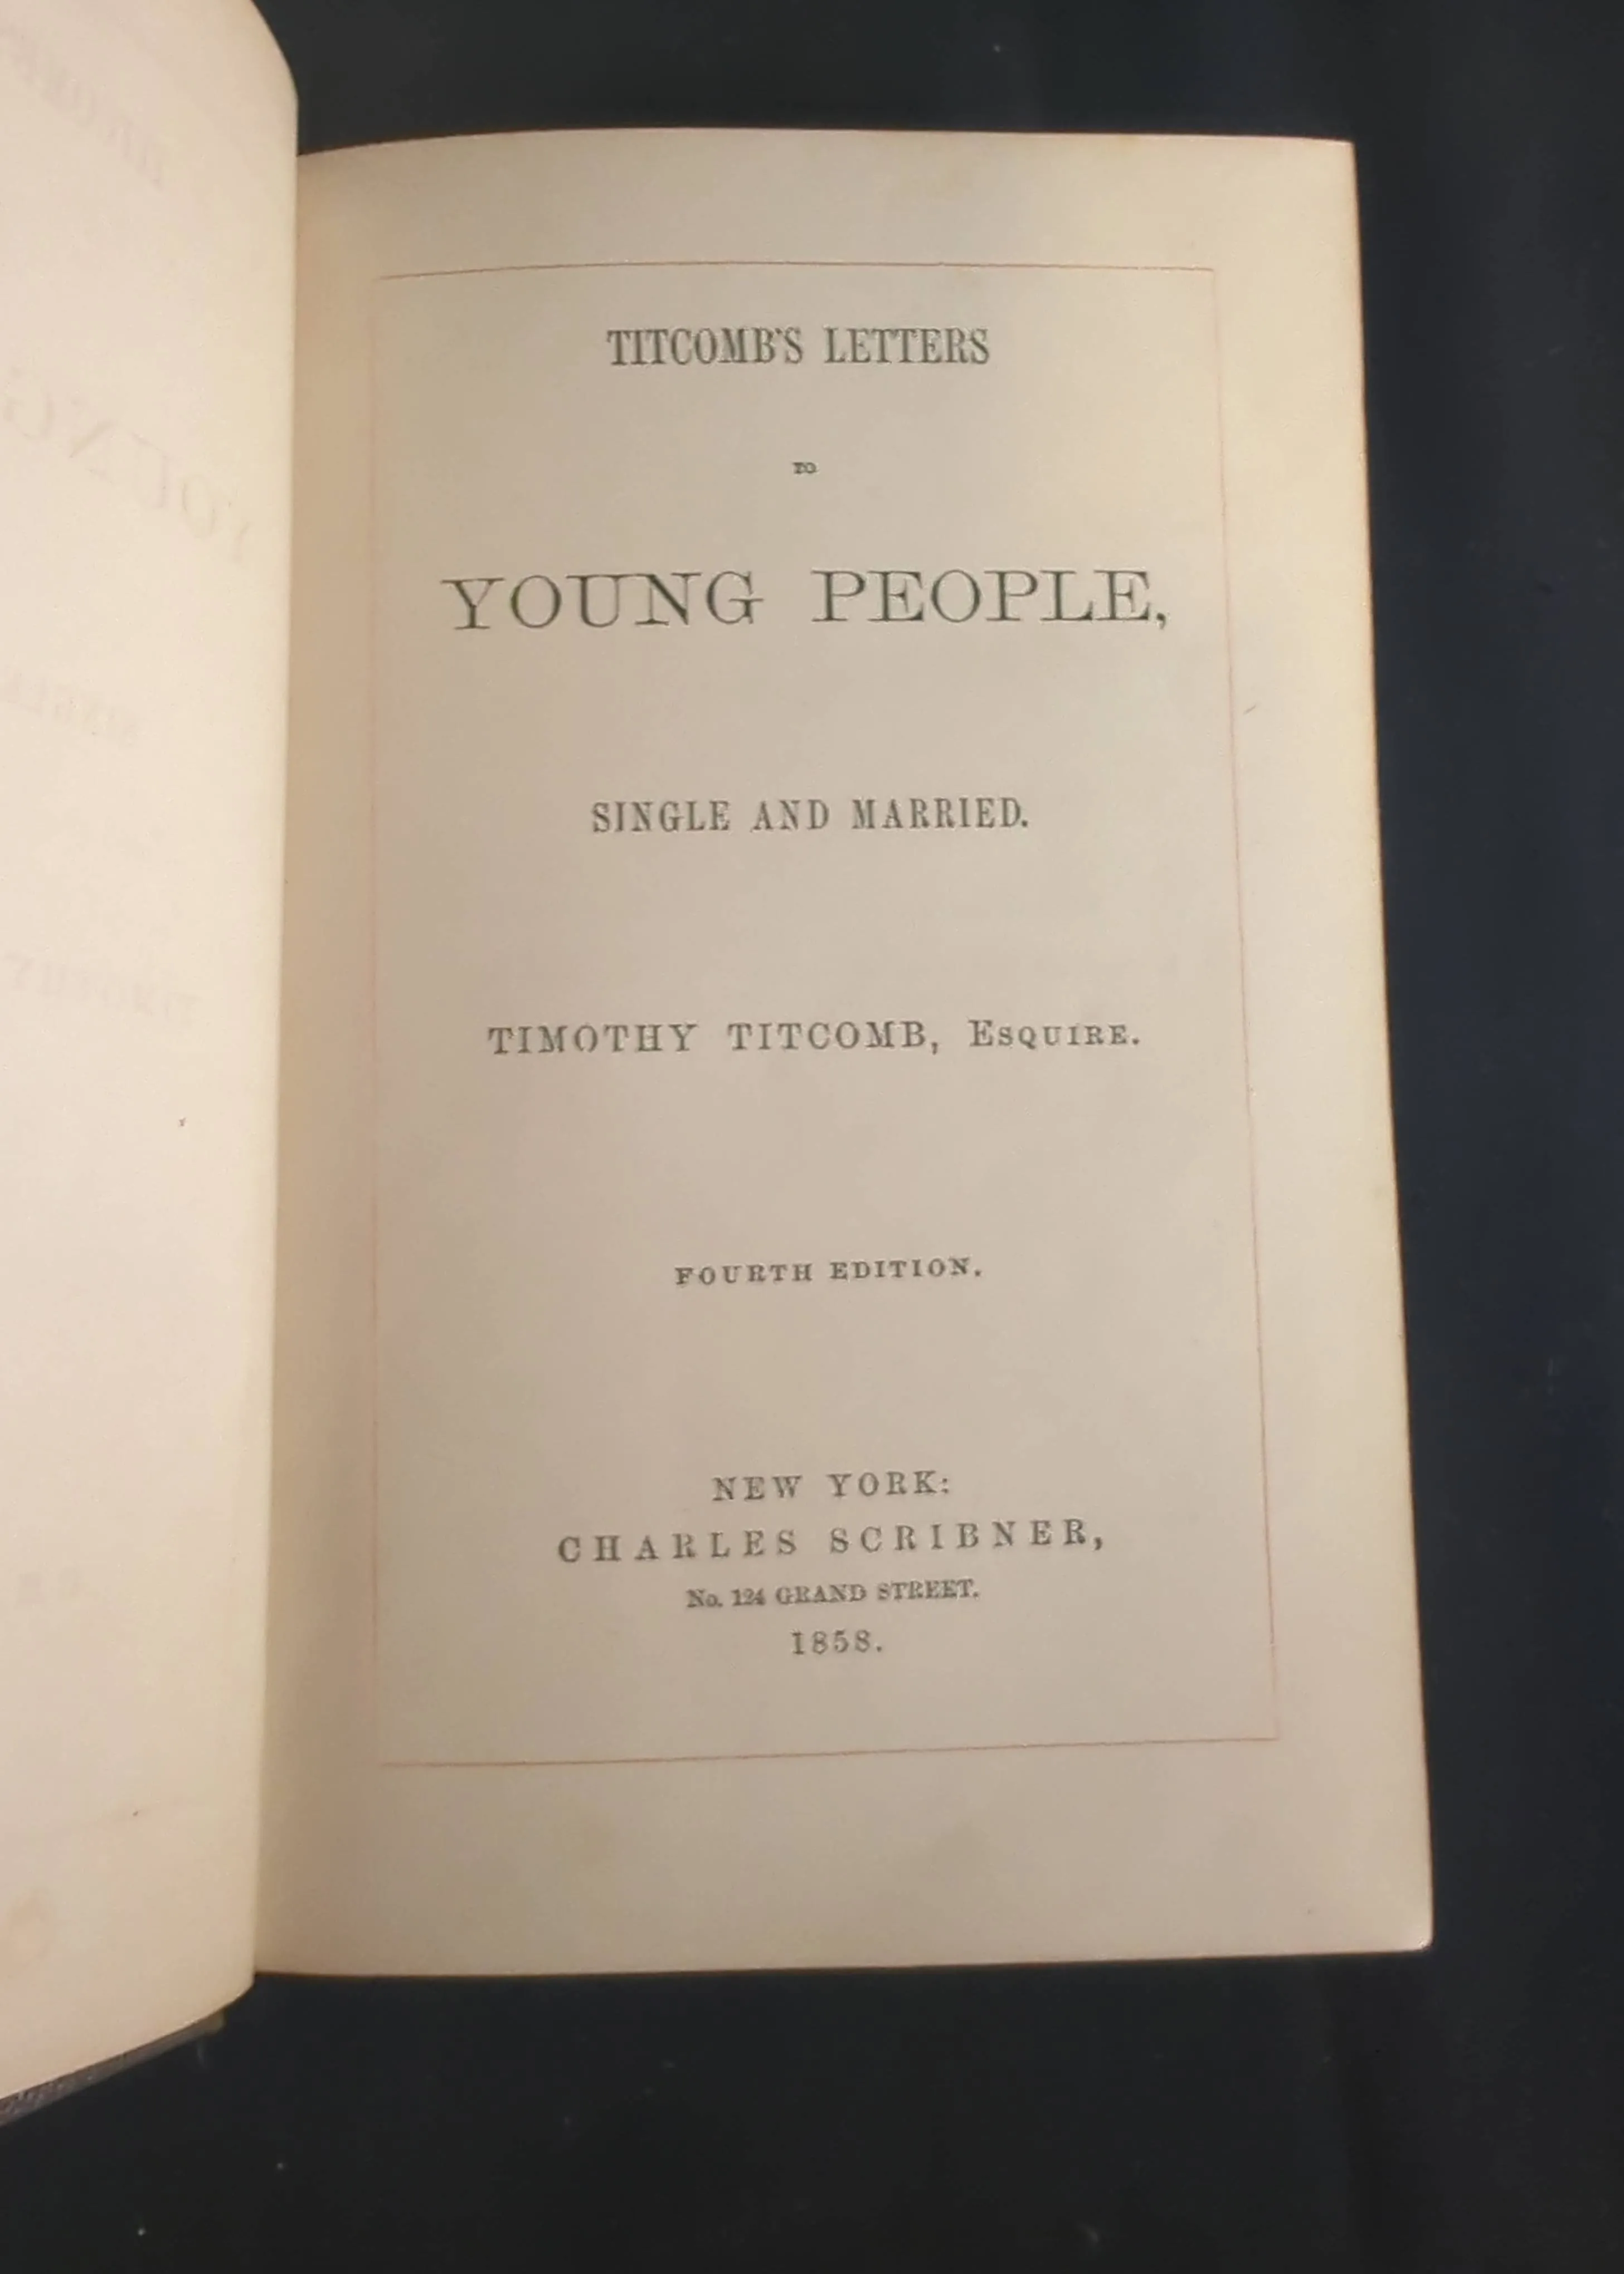 TITCOMB'S LETTERS
TO
YOUNG PEOPLE,
SINGLE AND MARRIED.
TIMOTHY TITCOMB, ESQUIRE.
FOURTH EDITION.
NEW YORK:
CHARLES SCRIBNER,
No. 124 GRAND STREET.
1858.